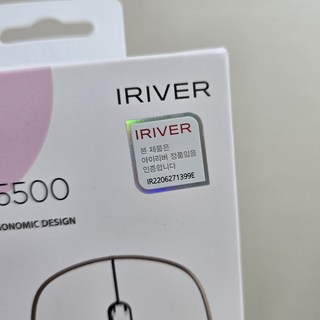 IRIVER
IRIVER
본 제품은
아이리버 정품임을
인증합니다
IR2206271399E
5500
GONOMIC DESIGN